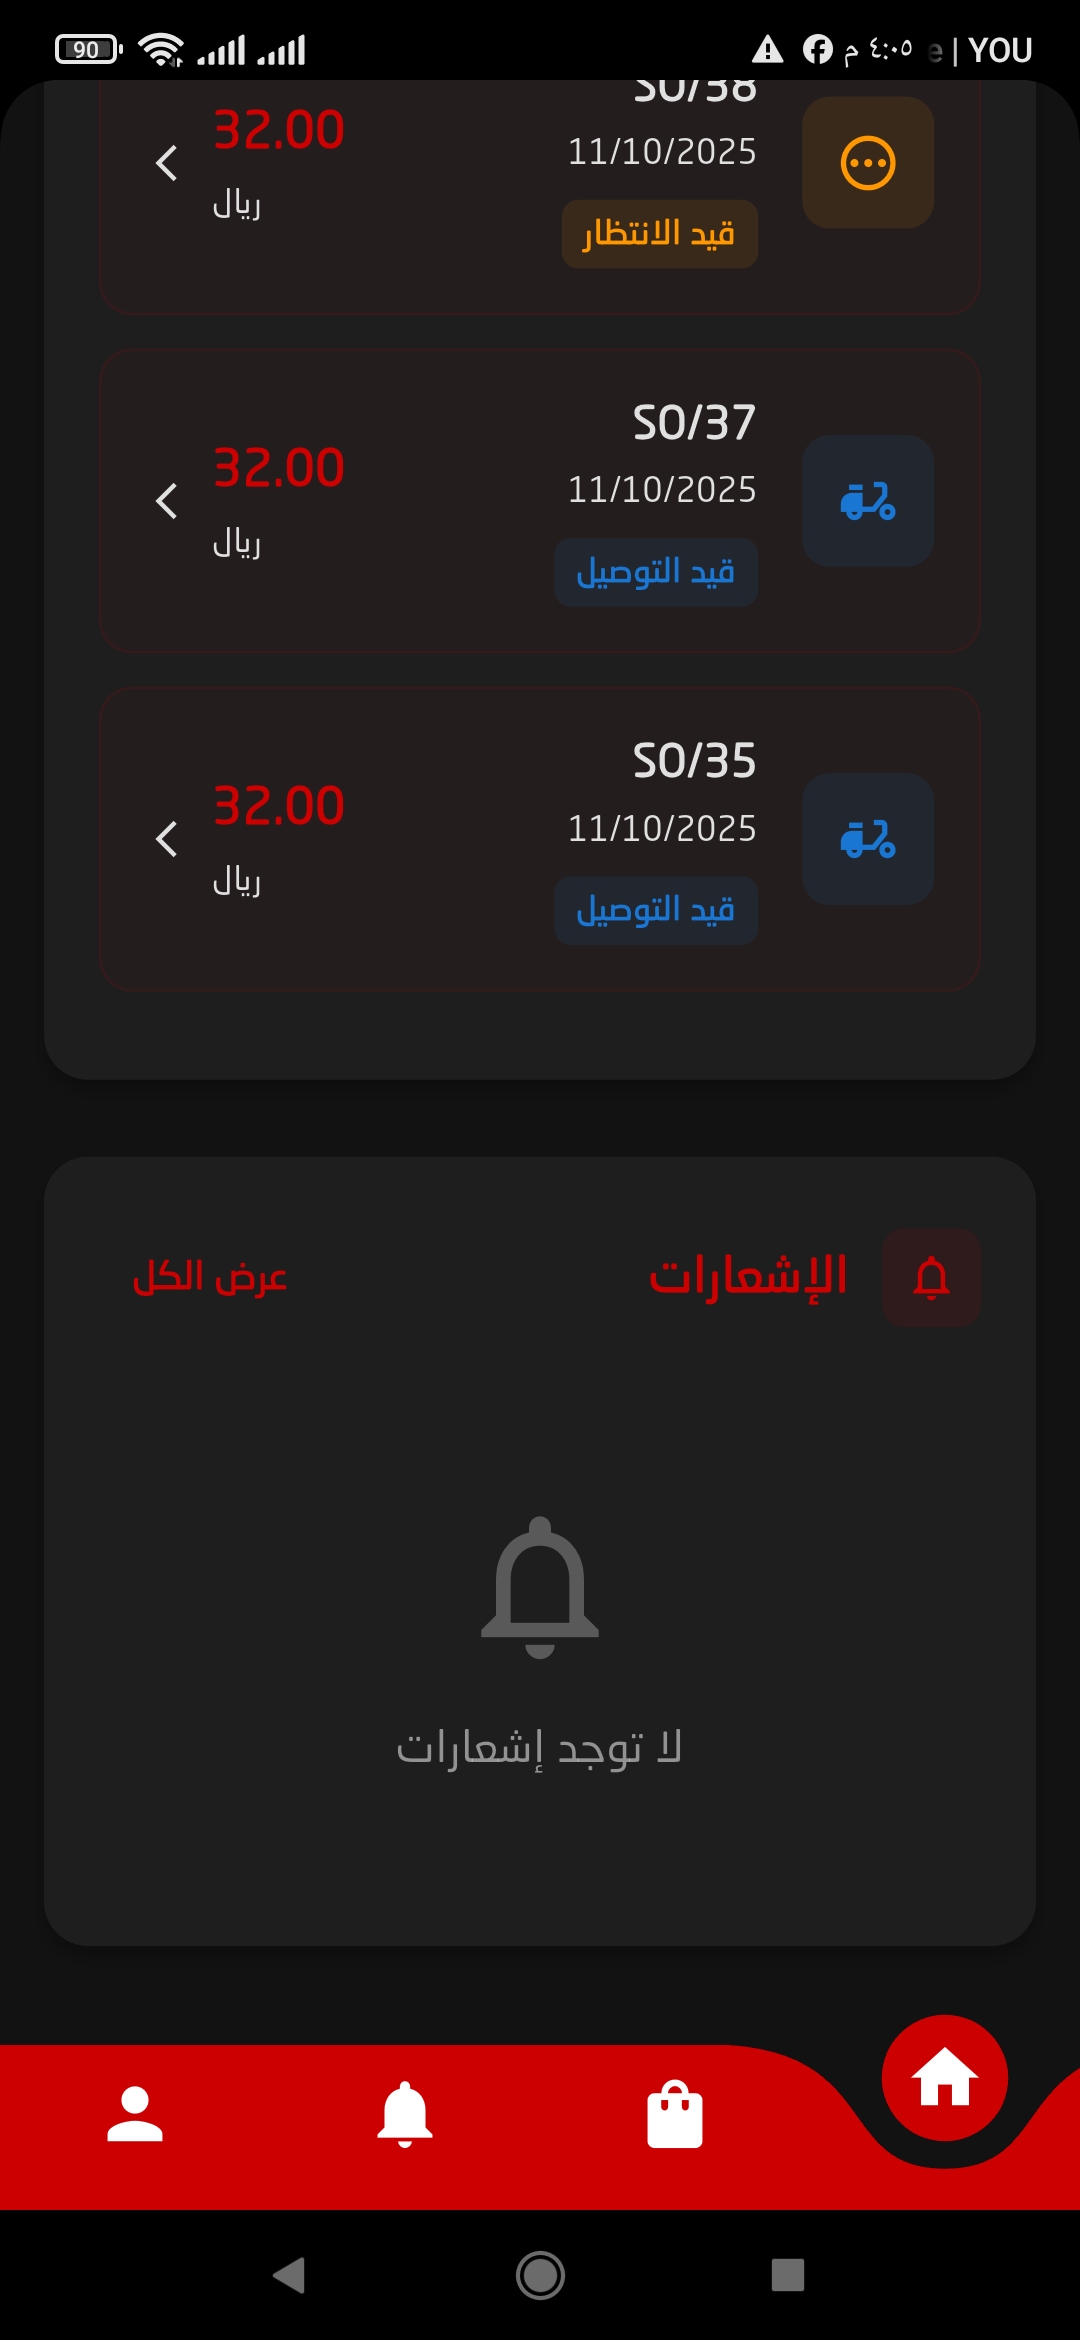 YOU | e ٤:٠٥ م
90
SO/38
11/10/2025
قيد الانتظار
32.00
ريال
SO/37
11/10/2025
قيد التوصيل
32.00
ريال
SO/35
11/10/2025
قيد التوصيل
32.00
ريال
الإشعارات
عرض الكل
لا توجد إشعارات